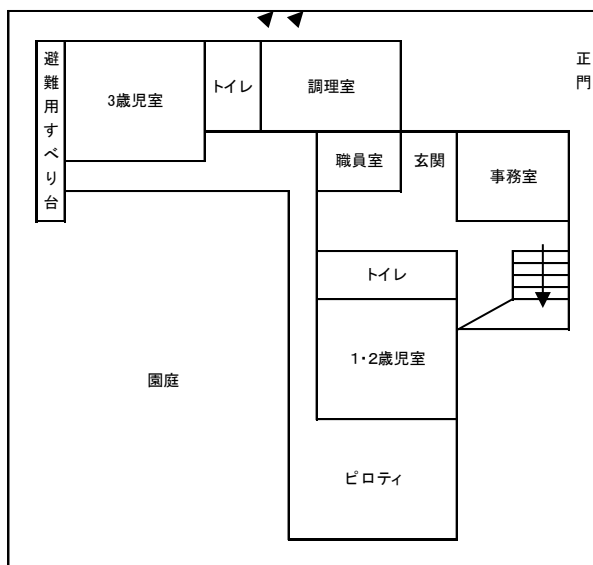 避難用すべり台
3歳児室
トイレ
調理室
正門
職員室
玄関
事務室
トイレ
1・2歳児室
園庭
ピロティ